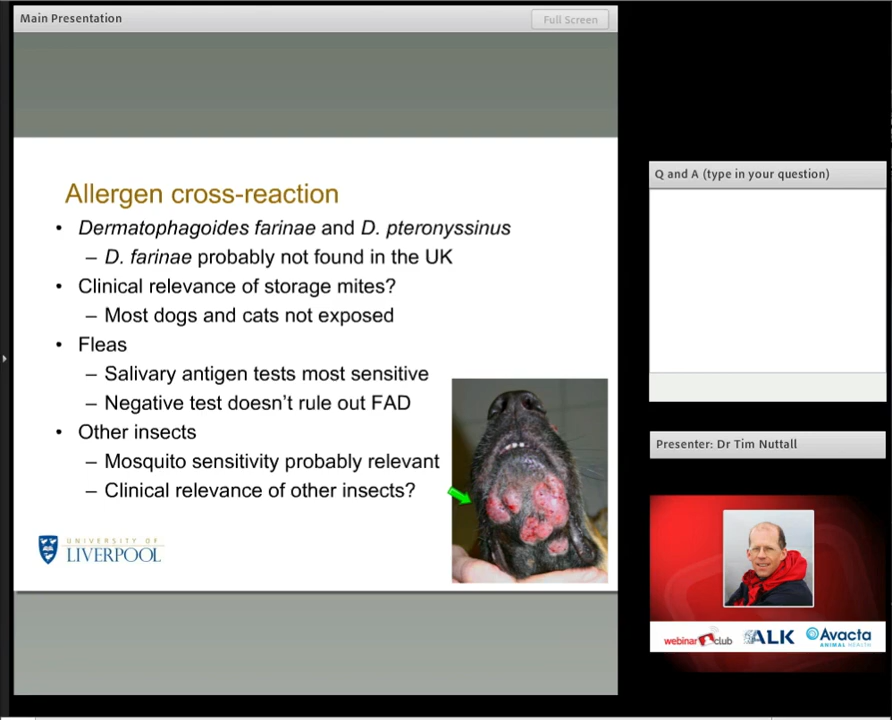 Main Presentation
Full Screen
Allergen cross-reaction
• Dermatophagoides farinae and D. pteronyssinus
– D. farinae probably not found in the UK
• Clinical relevance of storage mites?
– Most dogs and cats not exposed
• Fleas
– Salivary antigen tests most sensitive
– Negative test doesn't rule out FAD
• Other insects
– Mosquito sensitivity probably relevant
– Clinical relevance of other insects?
UNIVERSITY OF
LIVERPOOL
Q and A (type in your question)
Presenter: Dr Tim Nuttall
webinar club
ALK
Avacta
ANIMAL HEALTH